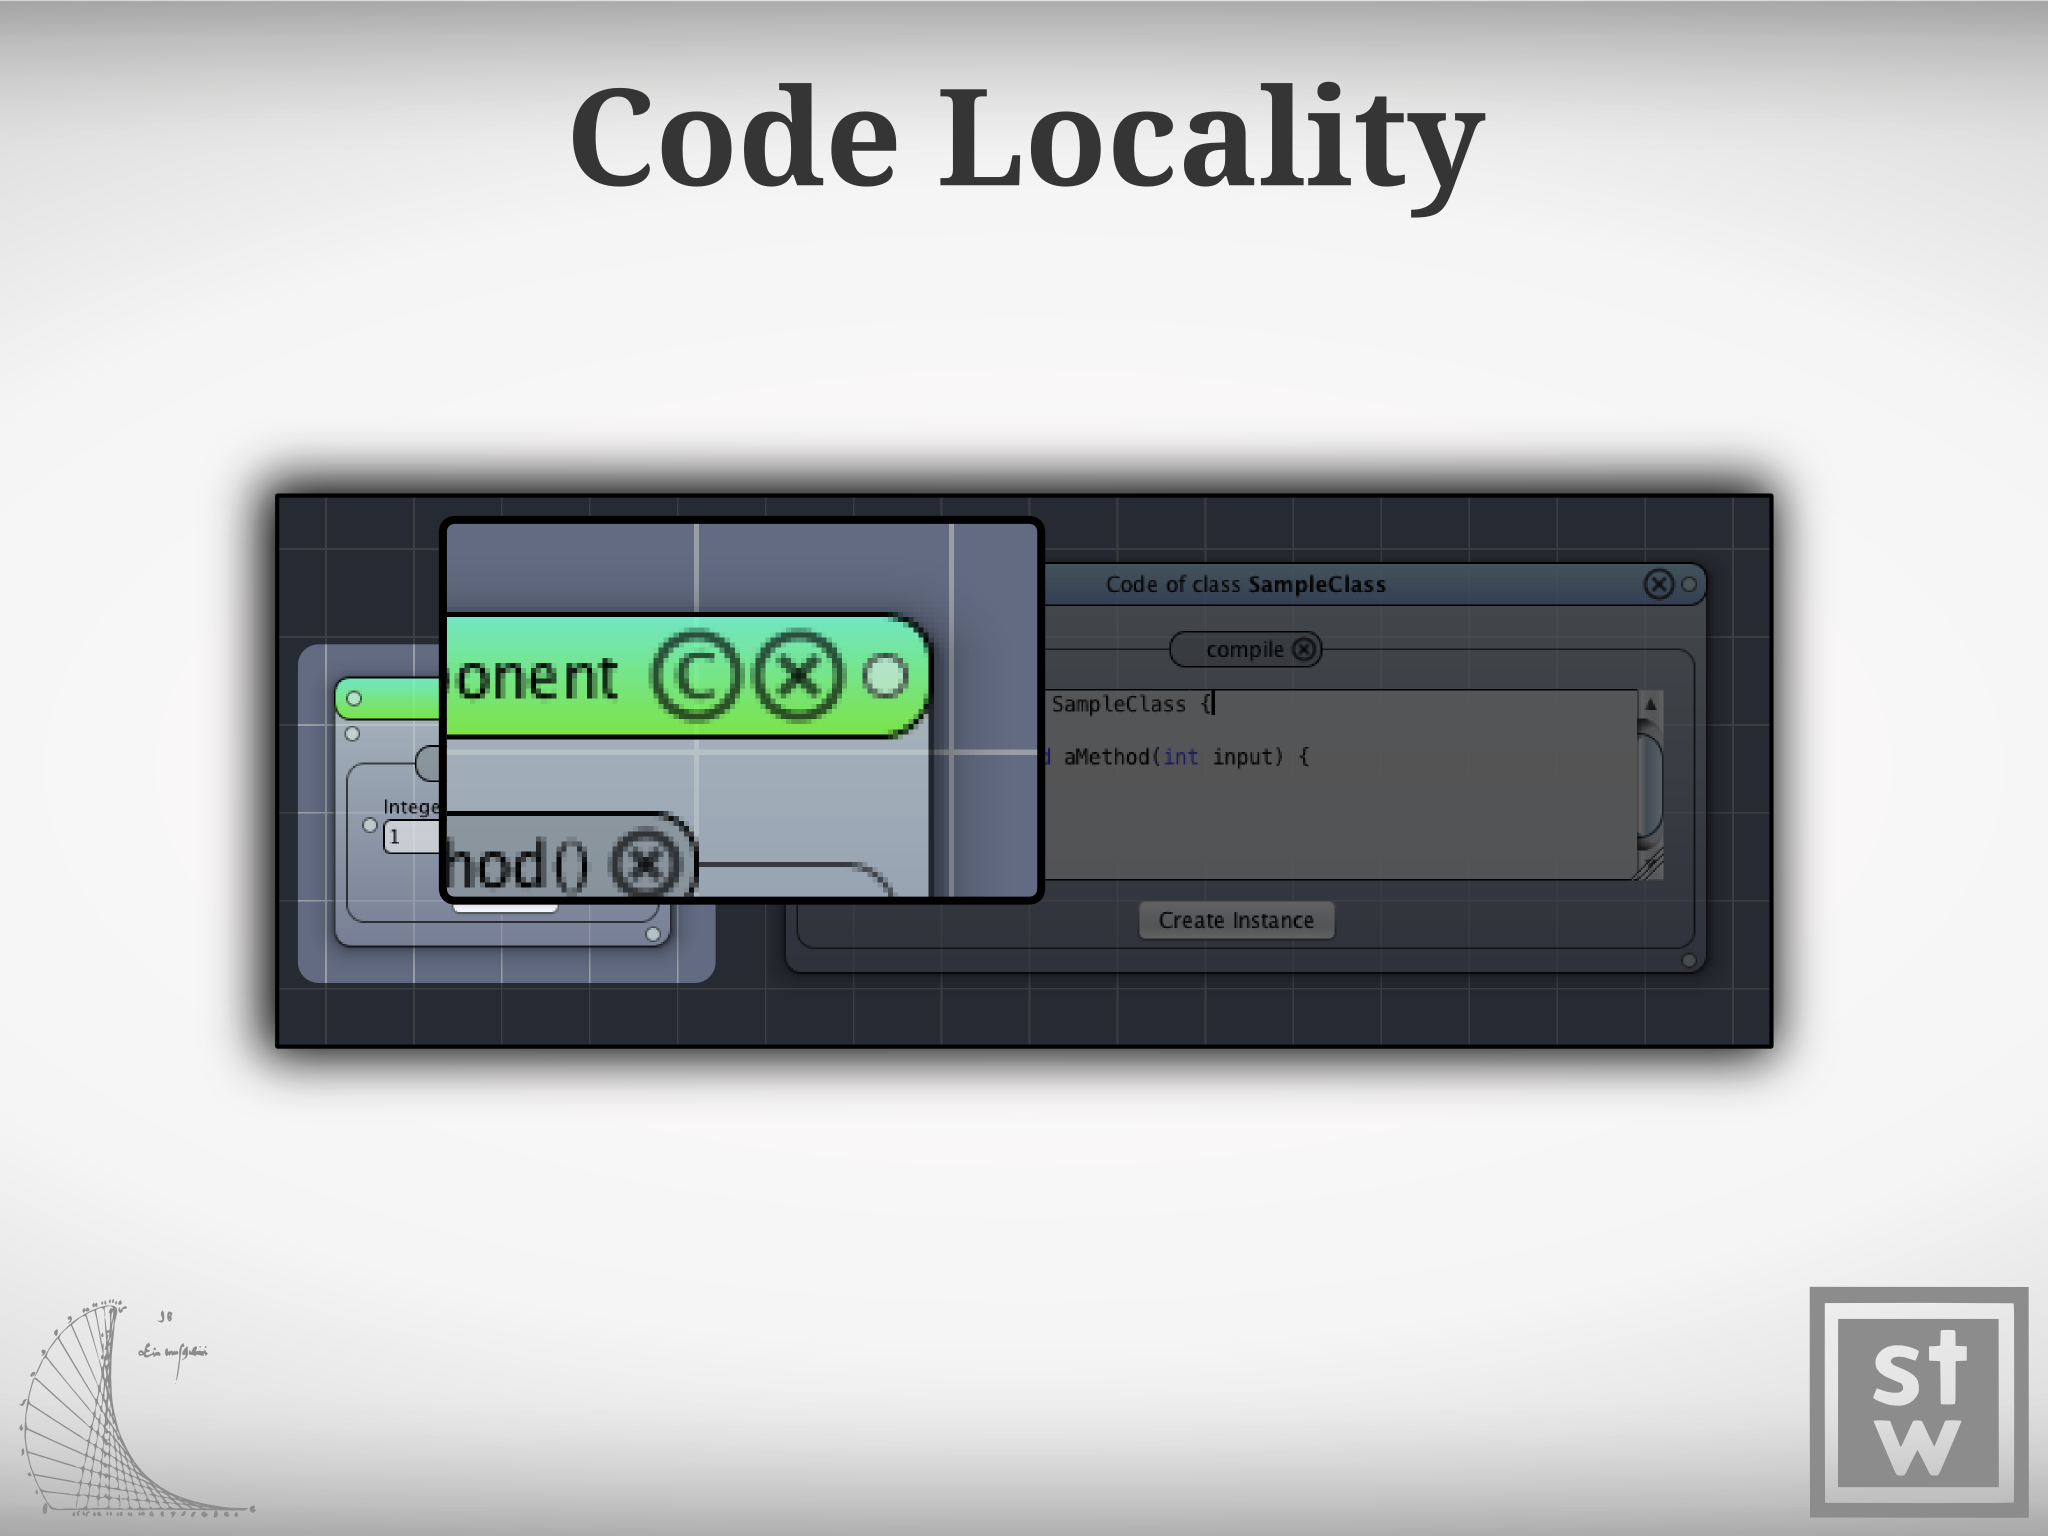 Code Locality
onent C
hod()
Intege
1
Code of class SampleClass
compile
SampleClass {
d aMethod(int input) {
Create Instance
st
w